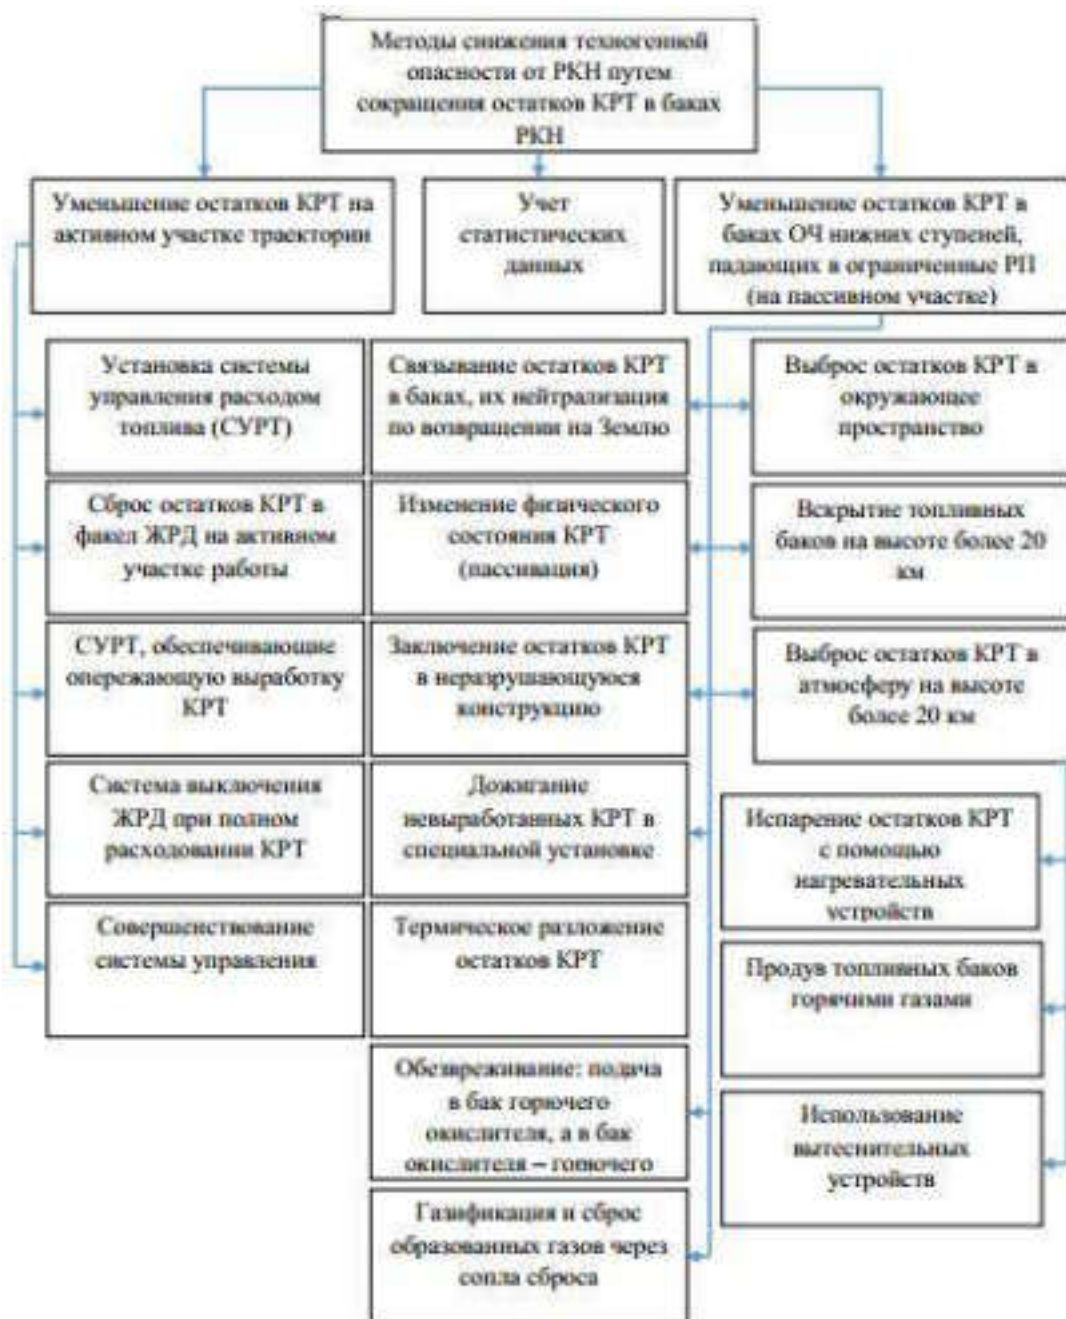 Методы снижения техногенной
опасности от РКН путем
сокращения остатков КРТ в баках
РКН
Уменьшение остатков КРТ на
активном участке траектории
Учет
статистических
данных
Уменьшение остатков КРТ в
баках ОЧ нижних ступеней,
падающих в ограниченные РП
(на пассивном участке)
Установка системы
управления расходом
топлива (СУРТ)
Связывание остатков КРТ
в баках, их нейтрализация
по возвращении на Землю
Выброс остатков КРТ в
окружающее
пространство
Сброс остатков КРТ в
факел ЖРД на активном
участке работы
Изменение физического
состояния КРТ
(пассивация)
Вскрытие топливных
баков на высоте более 20
км
СУРТ, обеспечивающие
опережающую выработку
КРТ
Заключение остатков КРТ
в неразрушающуюся
конструкцию
Выброс остатков КРТ в
атмосферу на высоте
более 20 км
Система выключения
ЖРД при полном
расходовании КРТ
Дожигание
невыработанных КРТ в
специальной установке
Испарение остатков КРТ
с помощью
нагревательных
устройств
Совершенствование
системы управления
Термическое разложение
остатков КРТ
Продув топливных баков
горячими газами
Обезвреживание: подача
в бак горючего
окислителя, а в бак
окислителя – горючего
Использование
вытеснительных
устройств
Газификация и сброс
образованных газов через
сопла сброса